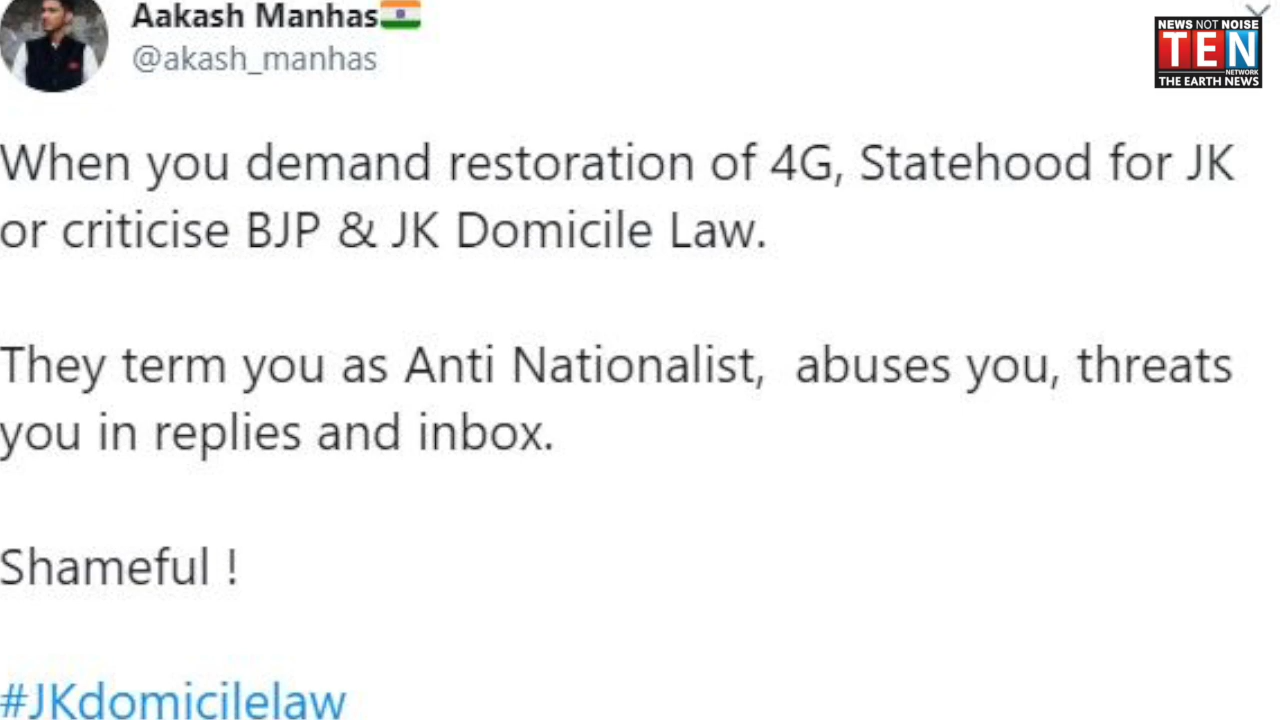 Aakash Manhas
@akash_manhas
NEWS NOT NOISE
TEN
NETWORK
THE EARTH NEWS
When you demand restoration of 4G, Statehood for JK
or criticise BJP & JK Domicile Law.
They term you as Anti Nationalist,  abuses you, threats
you in replies and inbox.
Shameful !
#JKdomicilelaw